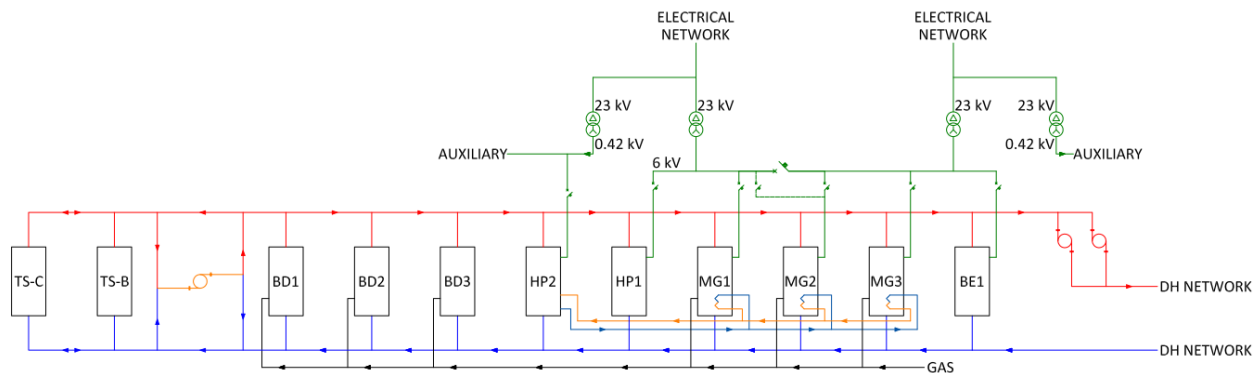 ELECTRICAL
NETWORK
ELECTRICAL
NETWORK
23 kV
23 kV
23 kV
23 kV
0.42 kV
0.42 kV
AUXILIARY
6 kV
AUXILIARY
TS-C
TS-B
BD1
BD2
BD3
HP2
HP1
MG1
MG2
MG3
BE1
DH NETWORK
DH NETWORK
GAS